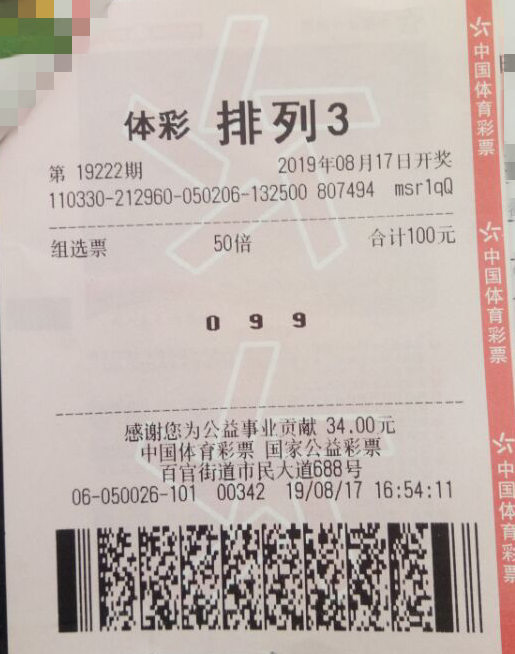 体彩 排列3
第 19222期 2019年08月17日开奖
110330-212960-050206-132500 807494 msr1qQ
组选票 50倍 合计100元
0 9 9
感谢您为公益事业贡献 34.00元
中国体育彩票 国家公益彩票
百官街道市民大道688号
06-050026-101 00342 19/08/17 16:54:11
中国体育彩票
中国体育彩票
中国体育彩票